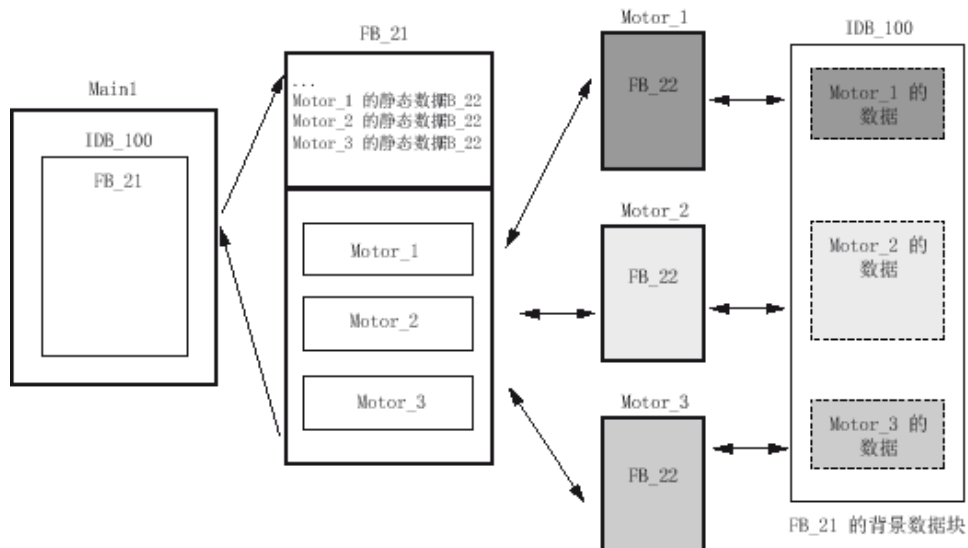 Main1
IDB_100
FB_21
FB_21
...
Motor_1 的静态数据B_22
Motor_2 的静态数据B_22
Motor_3 的静态数据B_22
Motor_1
Motor_2
Motor_3
Motor_1
FB_22
Motor_2
FB_22
Motor_3
FB_22
IDB_100
Motor_1 的
数据
Motor_2 的
数据
Motor_3 的
数据
FB_21 的背景数据块